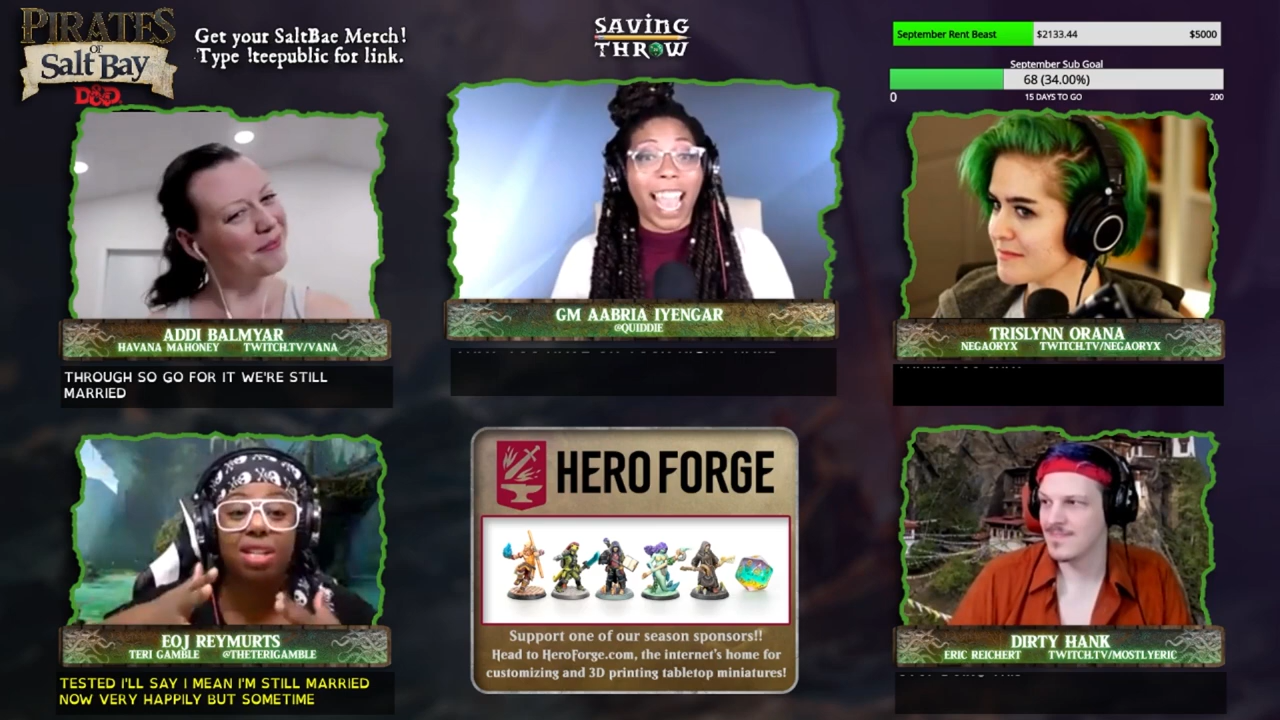 PIRATES
OF
Salt Bay
D&D
Get your SaltBae Merch!
Type !teepublic for link.
SAVING
THROW
September Rent Beast $2133.44 $5000
September Sub Goal
68 (34.00%)
0 15 DAYS TO GO 200
ADDI BALMYAR
HAVANA MAHONEY TWITCH.TV/VANA
THROUGH SO GO FOR IT WE'RE STILL
MARRIED
GM AABRIA IYENGAR
@QUIDDIE
TRISLYNN ORANA
NEGAORYX TWITCH.TV/NEGAORYX
EOJ REYMURTS
TERI GAMBLE @THETERIGAMBLE
TESTED I'LL SAY I MEAN I'M STILL MARRIED
NOW VERY HAPPILY BUT SOMETIME
HERO FORGE
Support one of our season sponsors!!
Head to HeroForge.com, the internet's home for
customizing and 3D printing tabletop miniatures!
DIRTY HANK
ERIC REICHERT TWITCH.TV/MOSTLYERIC